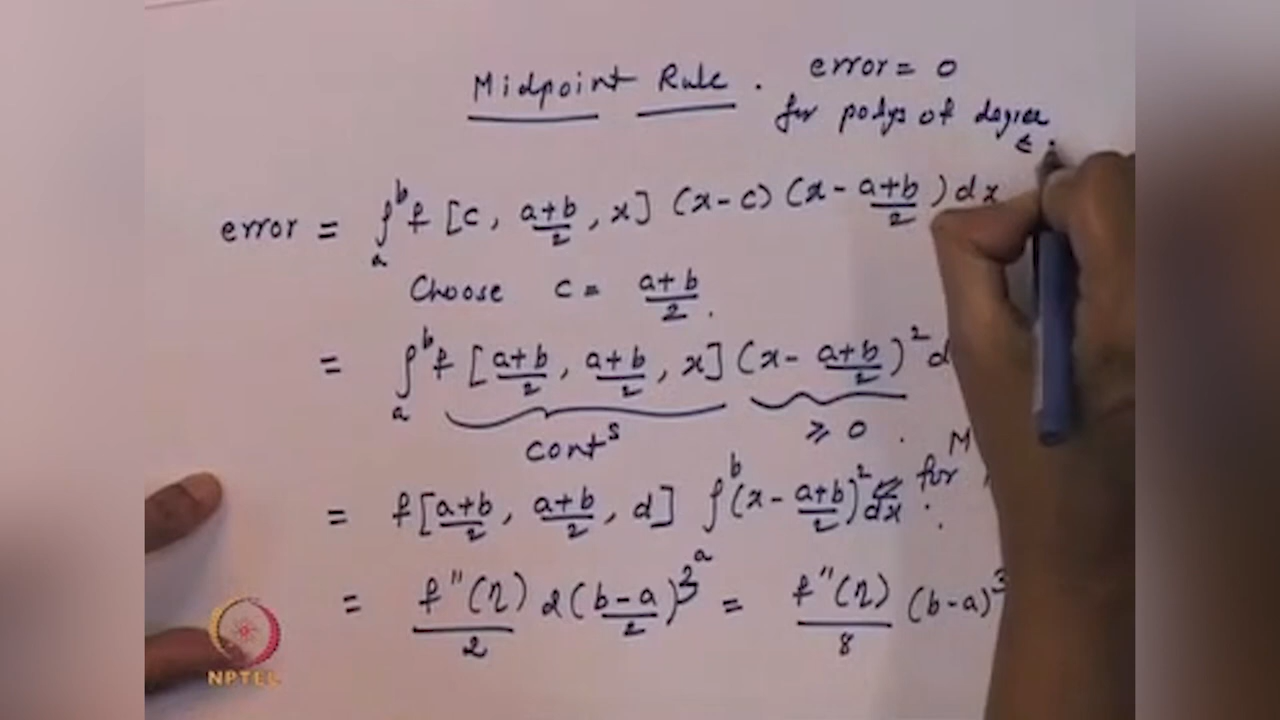 Midpoint Rule . error = 0
for polys of degree
≤
error = ∫_a^b f [c, (a+b)/2, x] (x-c) (x - (a+b)/2) dx
Choose c = (a+b)/2 .
= ∫_a^b f [(a+b)/2, (a+b)/2, x] (x - (a+b)/2)^2 d
cont^s ≥ 0 .
= f[(a+b)/2, (a+b)/2, d] ∫_a^b (x - (a+b)/2)^2 dx . ⇐ for M
= f''(η)/2 2((b-a)/2)^3 = f''(η)/8 (b-a)^3
NPTEL